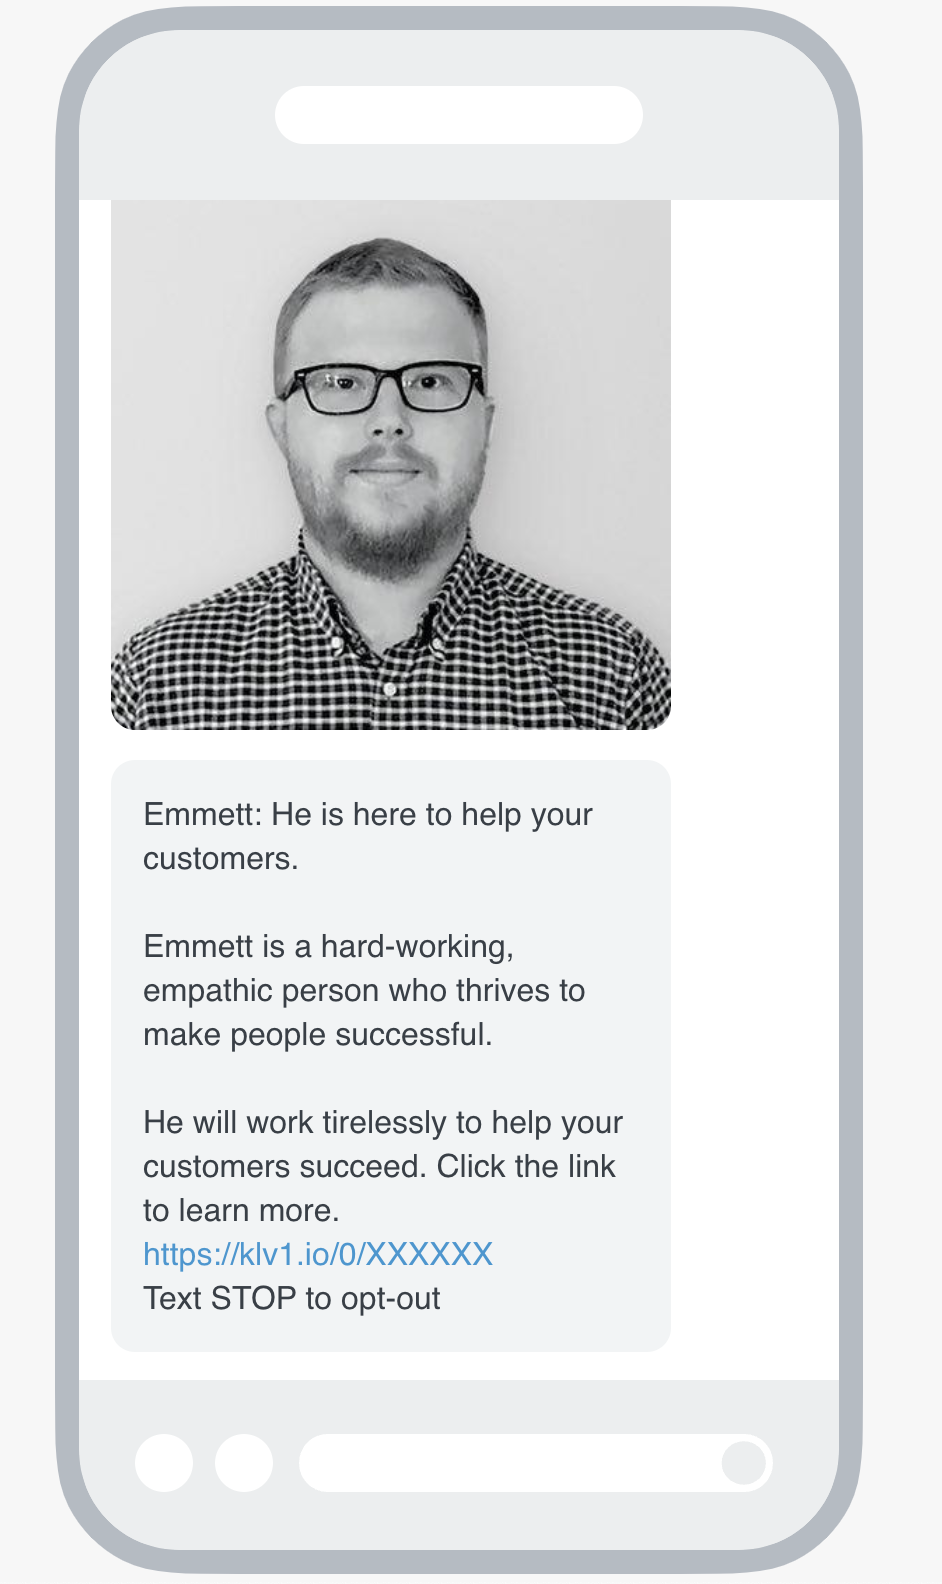 Emmett: He is here to help your
customers.
Emmett is a hard-working,
empathic person who thrives to
make people successful.
He will work tirelessly to help your
customers succeed. Click the link
to learn more.
https://klv1.io/0/XXXXXX
Text STOP to opt-out